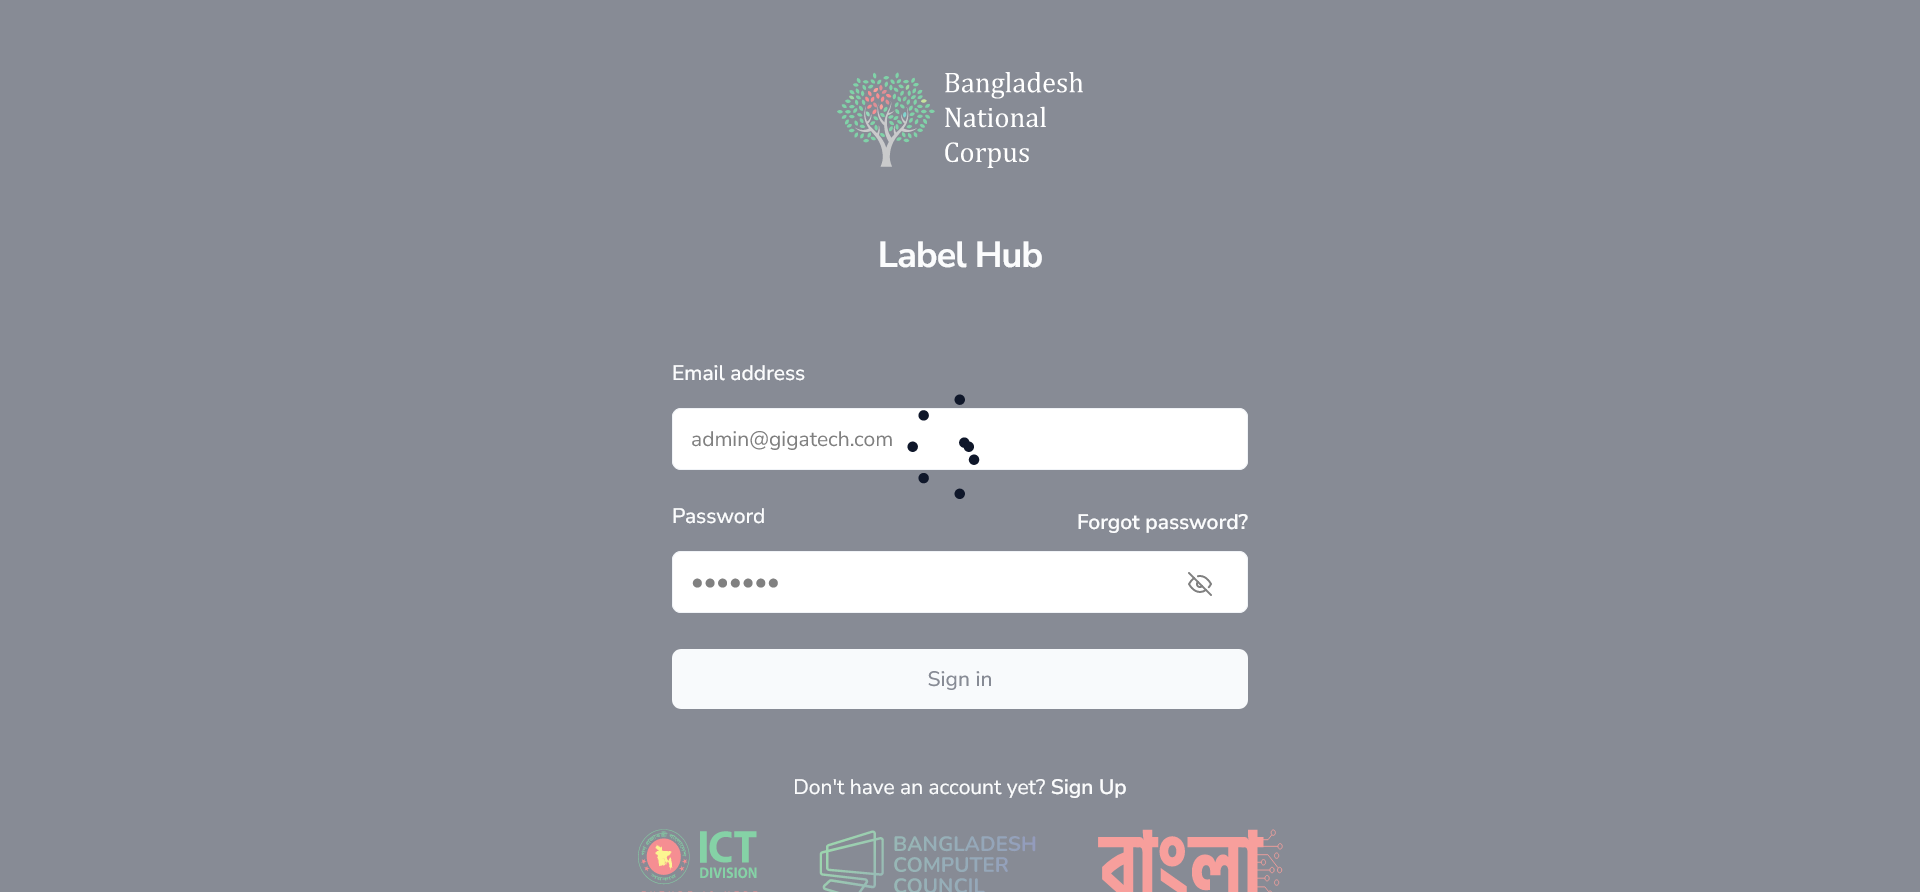 Bangladesh
National
Corpus
Label Hub
Email address
admin@gigatech.com
Password
Forgot password?
Sign in
Don't have an account yet? Sign Up
ICT
DIVISION
BANGLADESH
COMPUTER
COUNCIL
বাংলা